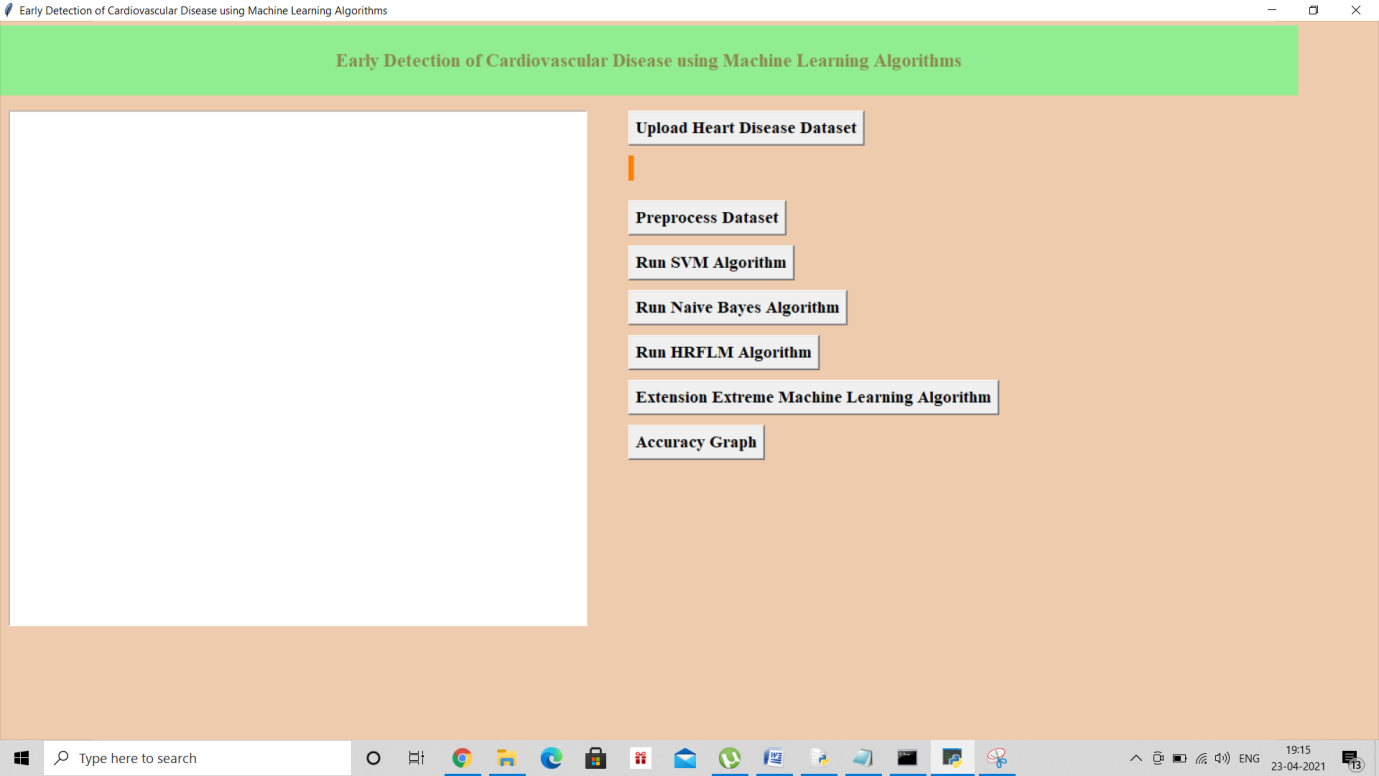 Early Detection of Cardiovascular Disease using Machine Learning Algorithms
Early Detection of Cardiovascular Disease using Machine Learning Algorithms
Upload Heart Disease Dataset
Preprocess Dataset
Run SVM Algorithm
Run Naive Bayes Algorithm
Run HRFLM Algorithm
Extension Extreme Machine Learning Algorithm
Accuracy Graph
Type here to search
ENG
19:15
23-04-2021
13